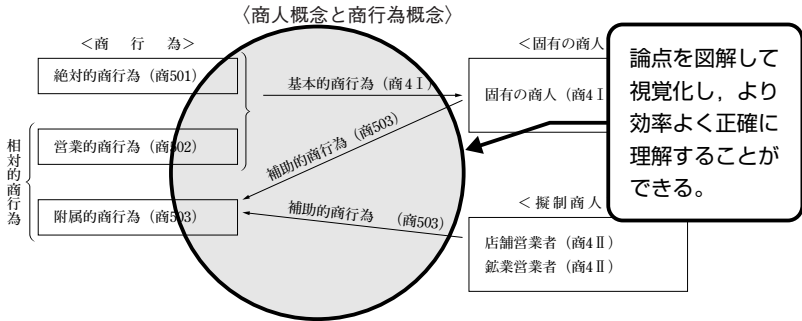 〈商人概念と商行為概念〉
＜商　行　為＞
絶対的商行為（商501）
営業的商行為（商502）
附属的商行為（商503）
相対的商行為
基本的商行為（商4Ⅰ）
補助的商行為（商503）
補助的商行為　（商503）
＜固有の商人
固有の商人（商4Ⅰ
＜擬制商人
店舗営業者（商4Ⅱ）
鉱業営業者（商4Ⅱ）
論点を図解して
視覚化し，より
効率よく正確に
理解することが
できる。